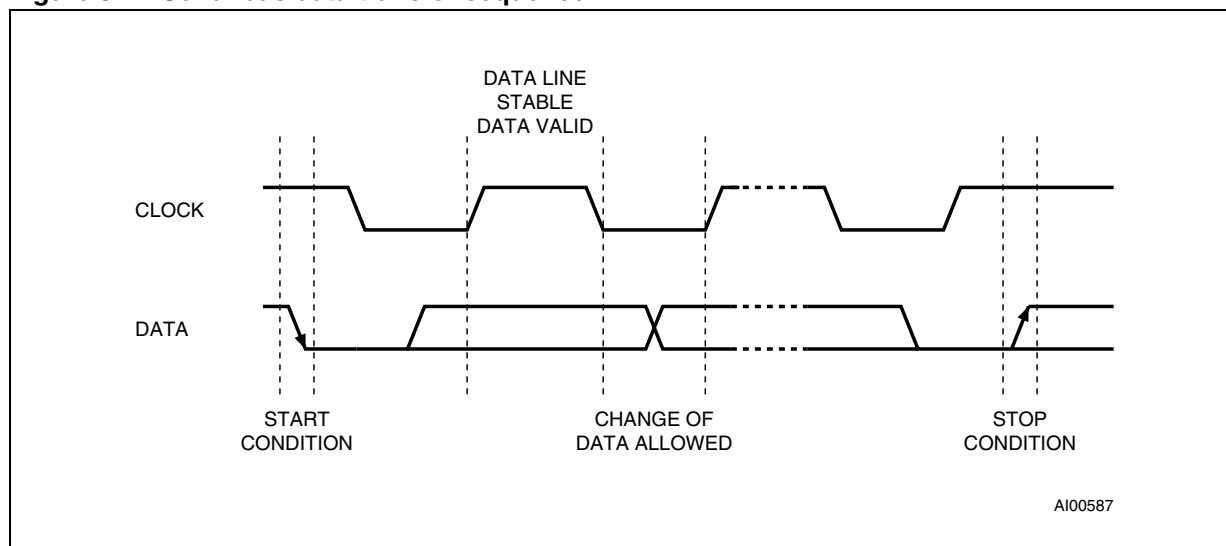 DATA LINE
STABLE
DATA VALID
CLOCK
DATA
START
CONDITION
CHANGE OF
DATA ALLOWED
STOP
CONDITION
AI00587